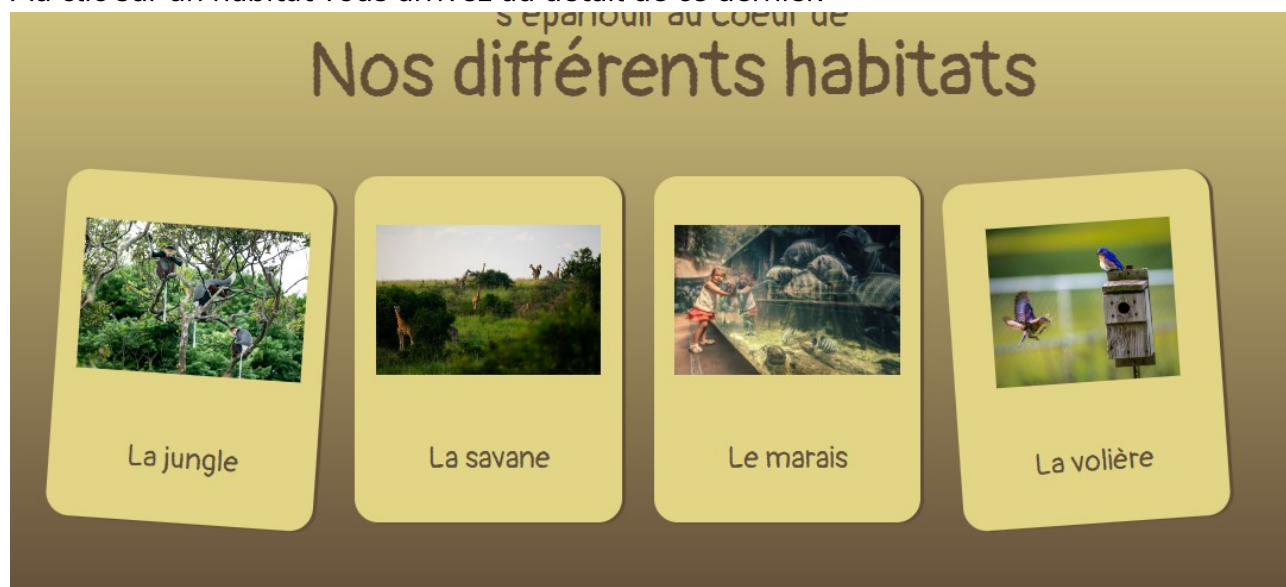 clic sur un habitat vous arrivez au détail de ce dernier.
s'épanouir au coeur de
Nos différents habitats
La jungle
La savane
Le marais
La volière